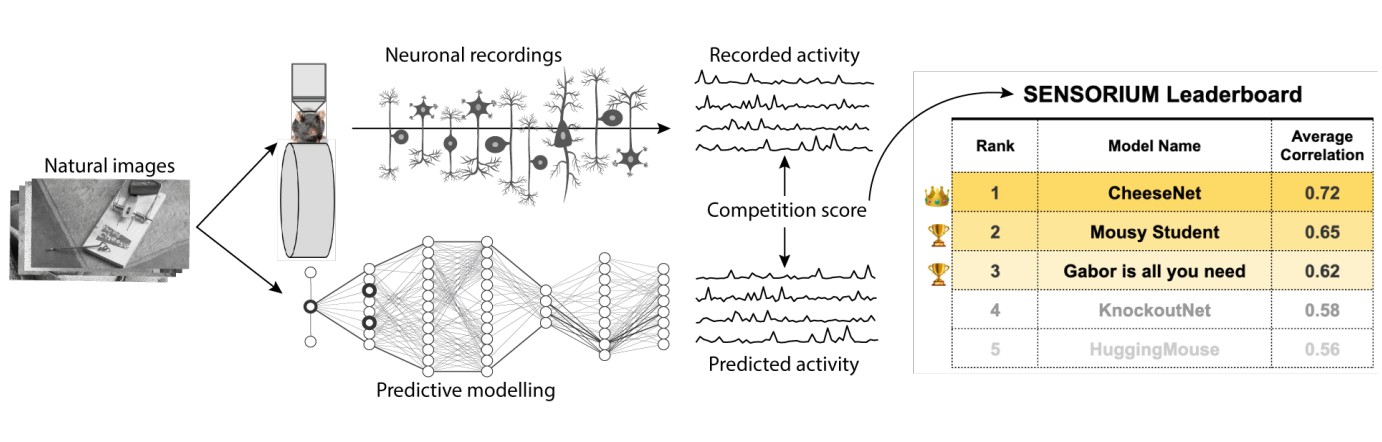 Natural images
Neuronal recordings
Predictive modelling
Recorded activity
Competition score
Predicted activity
SENSORIUM Leaderboard
Rank Model Name Average Correlation
1 CheeseNet 0.72
2 Mousy Student 0.65
3 Gabor is all you need 0.62
4 KnockoutNet 0.58
5 HuggingMouse 0.56